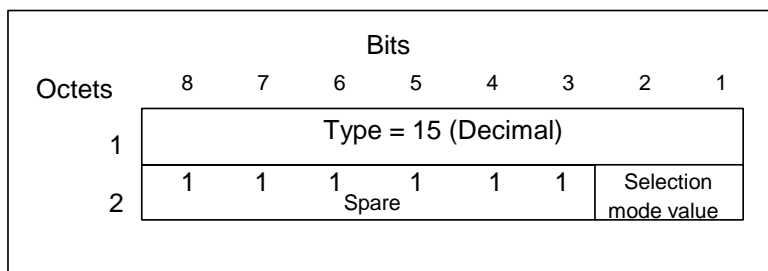 Bits
Octets 8 7 6 5 4 3 2 1
1 Type = 15 (Decimal)
1 1 1 1 1 1 Selection
2 Spare mode value